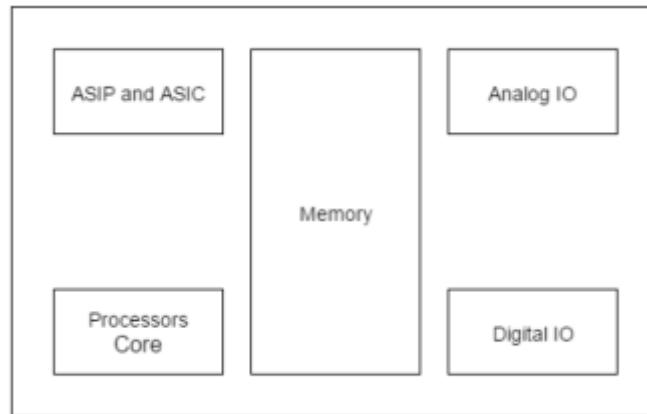 ASIP and ASIC
Analog IO
Memory
Processors
Core
Digital IO